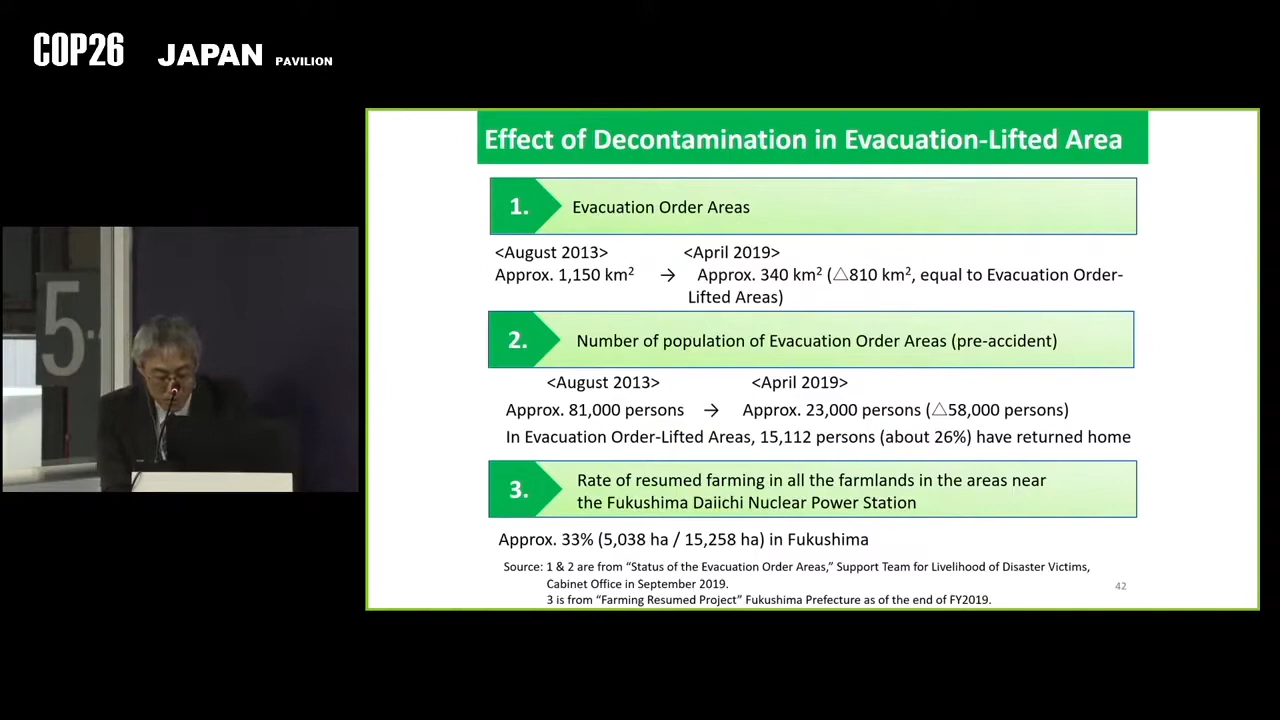 COP26 JAPAN PAVILION
5
Effect of Decontamination in Evacuation-Lifted Area
1. Evacuation Order Areas
<August 2013> <April 2019>
Approx. 1,150 km² → Approx. 340 km² (△810 km², equal to Evacuation Order-
Lifted Areas)
2. Number of population of Evacuation Order Areas (pre-accident)
<August 2013> <April 2019>
Approx. 81,000 persons → Approx. 23,000 persons (△58,000 persons)
In Evacuation Order-Lifted Areas, 15,112 persons (about 26%) have returned home
3. Rate of resumed farming in all the farmlands in the areas near
the Fukushima Daiichi Nuclear Power Station
Approx. 33% (5,038 ha / 15,258 ha) in Fukushima
Source: 1 & 2 are from “Status of the Evacuation Order Areas,” Support Team for Livelihood of Disaster Victims,
Cabinet Office in September 2019.
3 is from “Farming Resumed Project” Fukushima Prefecture as of the end of FY2019.
42